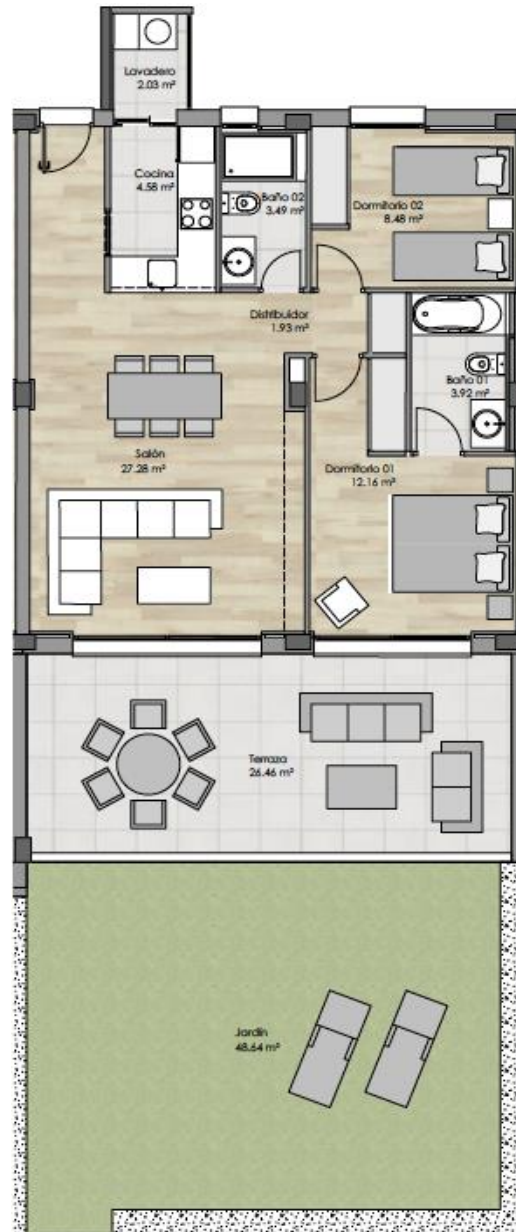 Lavadero
2.03 m²
Cocina
4.58 m²
Baño 02
3.49 m²
Dormitorio 02
8.48 m²
Distribuidor
1.93 m²
Baño 01
3.92 m²
Salón
27.28 m²
Dormitorio 01
12.16 m²
Terraza
26.46 m²
Jardín
48.64 m²